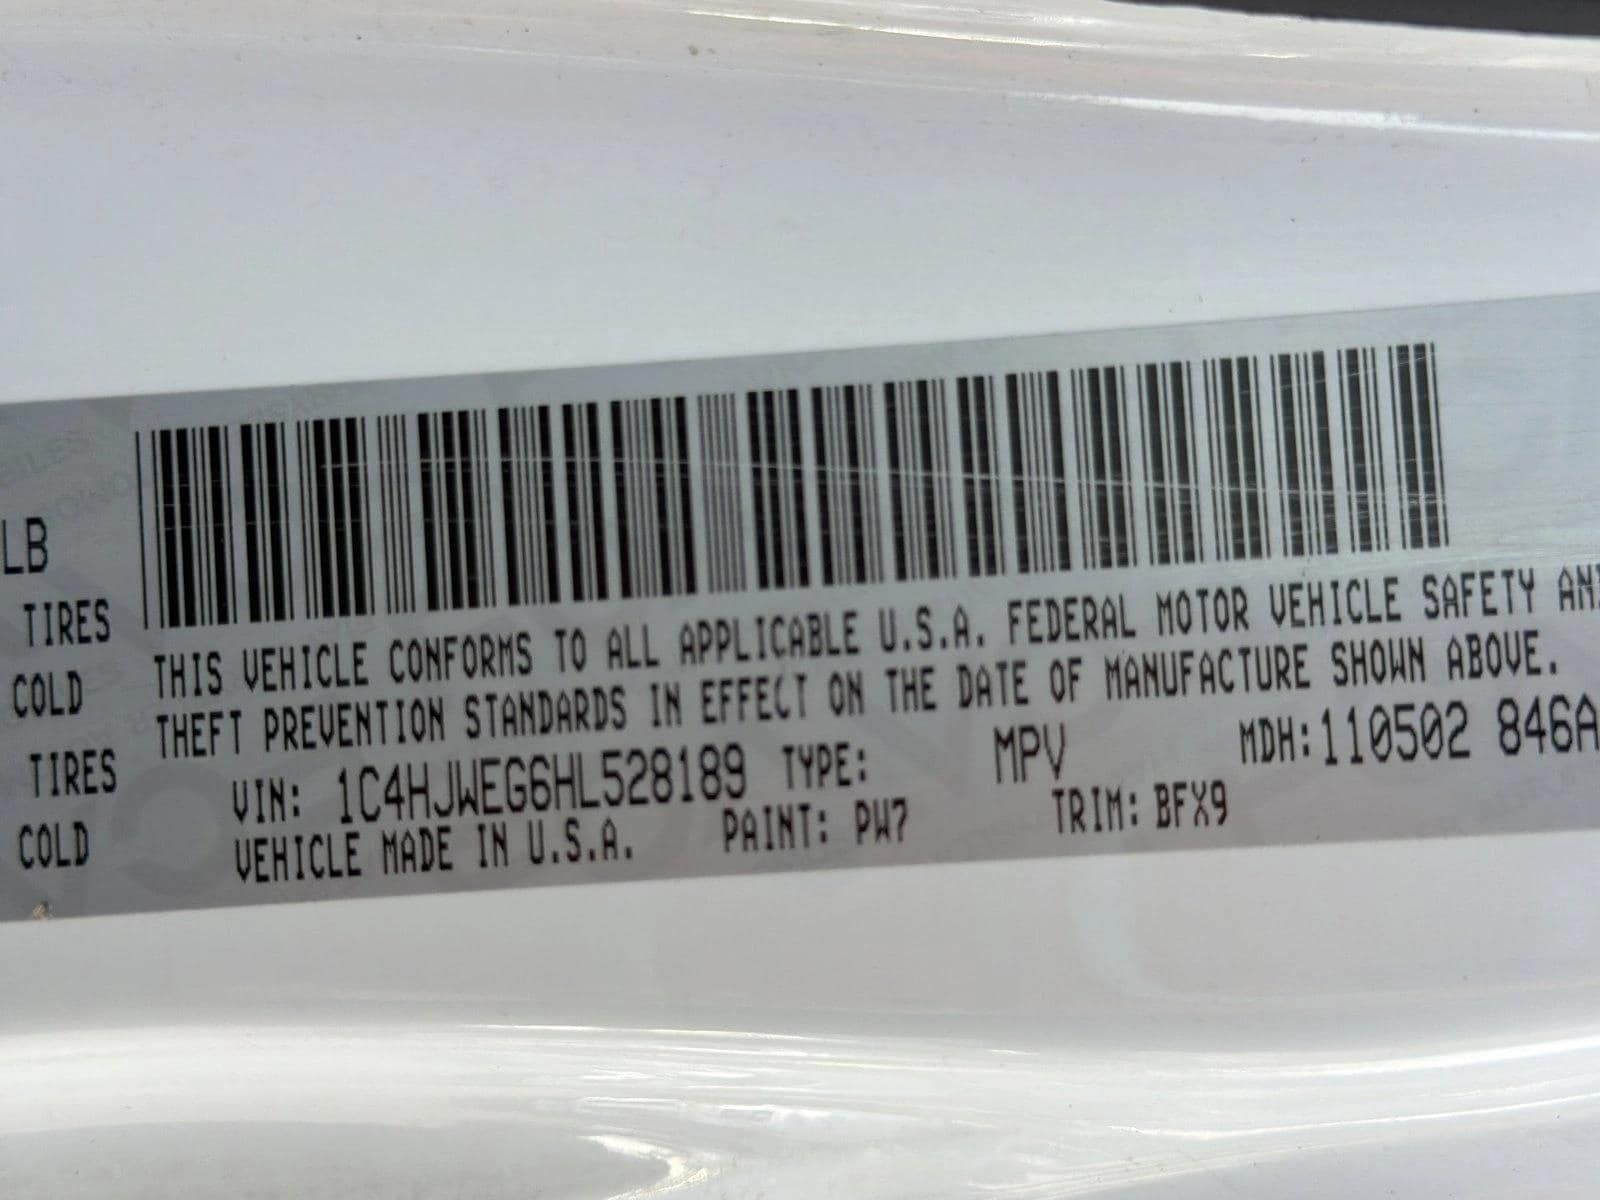 LB
TIRES
COLD
TIRES
COLD
THIS VEHICLE CONFORMS TO ALL APPLICABLE U.S.A. FEDERAL MOTOR VEHICLE SAFETY AN
THEFT PREVENTION STANDARDS IN EFFECT ON THE DATE OF MANUFACTURE SHOWN ABOVE.
VIN: 1C4HJWEG6HL528189 TYPE: MPV MDH:110502 846A
VEHICLE MADE IN U.S.A. PAINT: PW7 TRIM: BFX9